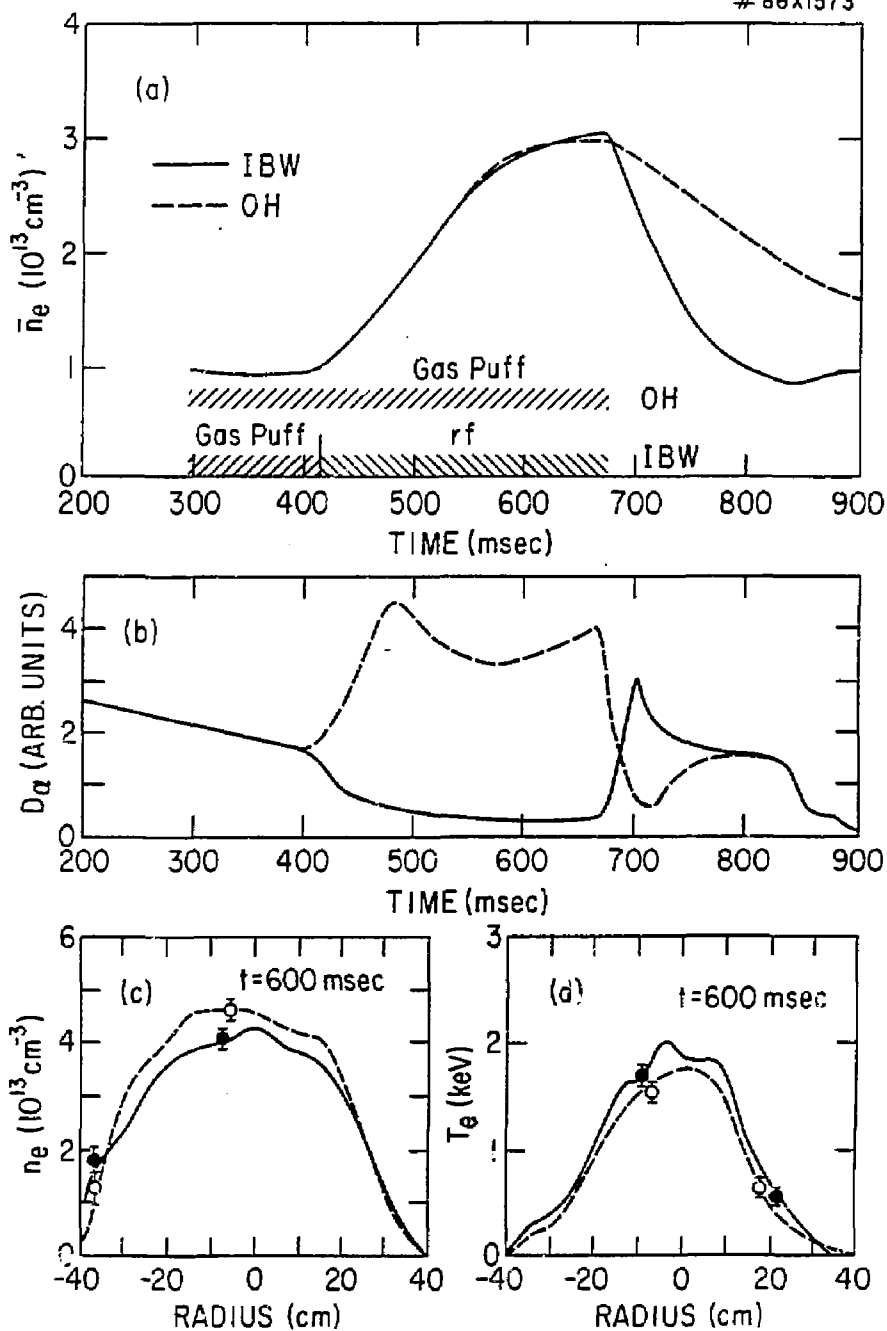 4
(a)
IBW
OH
3
2
1
0
n̄e (10¹³cm⁻³)
Gas Puff
OH
Gas Puff rf IBW
200 300 400 500 600 700 800 900
TIME (msec)
(b)
4
2
0
Dα (ARB. UNITS)
200 300 400 500 600 700 800 900
TIME (msec)
6
4
2
0
ne (10¹³cm⁻³)
(c) t=600 msec
-40 -20 0 20 40
RADIUS (cm)
3
2
1
0
Te (keV)
(d) t=600 msec
-40 -20 0 20 40
RADIUS (cm)